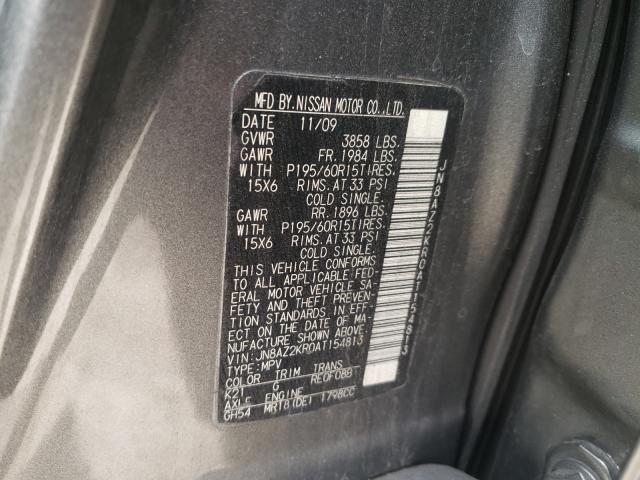 MFD BY. NISSAN MOTOR CO., LTD.
DATE 11/09
GVWR 3858 LBS.
GAWR FR. 1984 LBS.
WITH P195/60R15TIRES.
15X6 RIMS. AT 33 PSI
COLD SINGLE.
GAWR RR. 1896 LBS.
WITH P195/60R15TIRES.
15X6 RIMS. AT 33 PSI
COLD SINGLE.
THIS VEHICLE CONFORMS
TO ALL APPLICABLE FED-
ERAL MOTOR VEHICLE SA-
FETY AND THEFT PREVEN-
TION STANDARDS IN EFF-
ECT ON THE DATE OF MA-
NUFACTURE SHOWN ABOVE.
VIN: JN8AZ2KR0AT154813
TYPE: MPV
COLOR TRIM TRANS
K21 G RE0F08B
AXLE ENGINE
GH54 MRT8(DE) 1798CC
JN8AZ2KR0AT154813